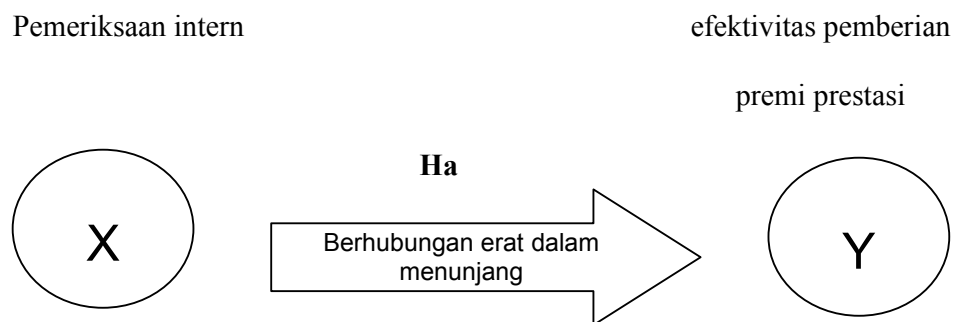 Pemeriksaan intern
efektivitas pemberian
premi prestasi
Ha
X
Berhubungan erat dalam
menunjang
Y